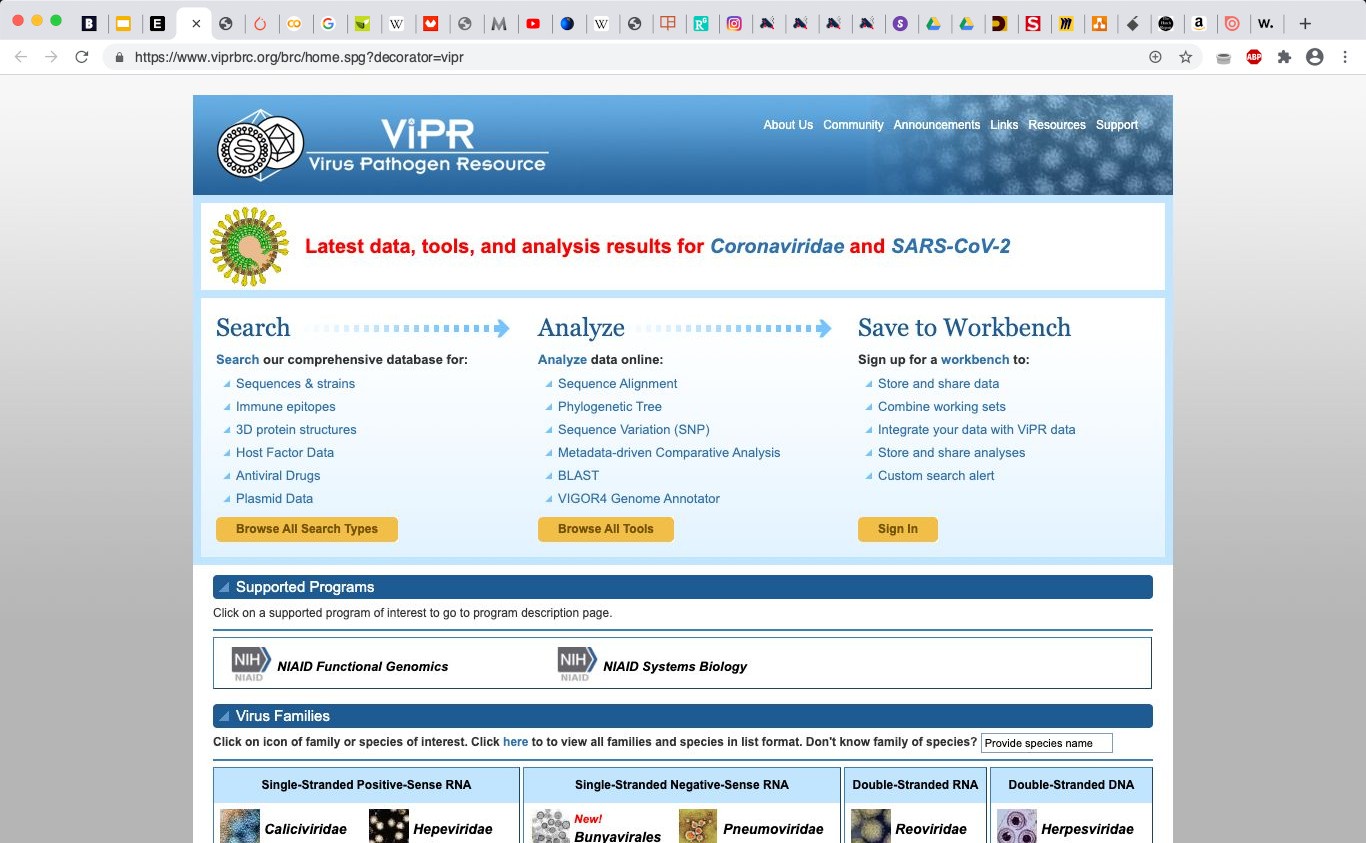 https://www.viprbrc.org/brc/home.spg?decorator=vipr
ABP
ViPR
Virus Pathogen Resource
About Us Community Announcements Links Resources Support
Latest data, tools, and analysis results for Coronaviridae and SARS-CoV-2
Search
Search our comprehensive database for:
Sequences & strains
Immune epitopes
3D protein structures
Host Factor Data
Antiviral Drugs
Plasmid Data
Browse All Search Types
Analyze
Analyze data online:
Sequence Alignment
Phylogenetic Tree
Sequence Variation (SNP)
Metadata-driven Comparative Analysis
BLAST
VIGOR4 Genome Annotator
Browse All Tools
Save to Workbench
Sign up for a workbench to:
Store and share data
Combine working sets
Integrate your data with ViPR data
Store and share analyses
Custom search alert
Sign In
Supported Programs
Click on a supported program of interest to go to program description page.
NIH NIAID NIAID Functional Genomics
NIH NIAID NIAID Systems Biology
Virus Families
Click on icon of family or species of interest. Click here to to view all families and species in list format. Don't know family of species? Provide species name
Single-Stranded Positive-Sense RNA
Caliciviridae Hepeviridae
Single-Stranded Negative-Sense RNA
New!
Bunyavirales Pneumoviridae
Double-Stranded RNA
Reoviridae
Double-Stranded DNA
Herpesviridae